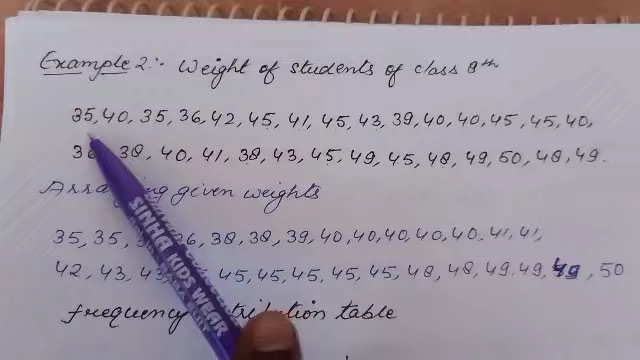 Example 2:- Weight of students of class 9th
35, 40, 35, 36, 42, 45, 41, 45, 43, 39, 40, 40, 45, 45, 40,
38, 40, 41, 38, 43, 45, 49, 45, 48, 49, 50, 48, 49.
given weights
35, 35, 38, 38, 39, 40, 40, 40, 40, 40, 41, 41,
42, 43, 45, 45, 45, 45, 45, 48, 48, 49, 49, 49, 50
frequency table
SINHA KIDS WEAR